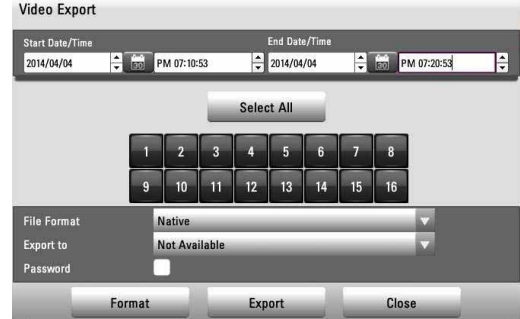 Video Export
Start Date/Time End Date/Time
2014/04/04 30 PM 07:10:53 2014/04/04 30 PM 07:20:53
Select All
1 2 3 4 5 6 7 8
9 10 11 12 13 14 15 16
File Format Native
Export to Not Available
Password
Format Export Close